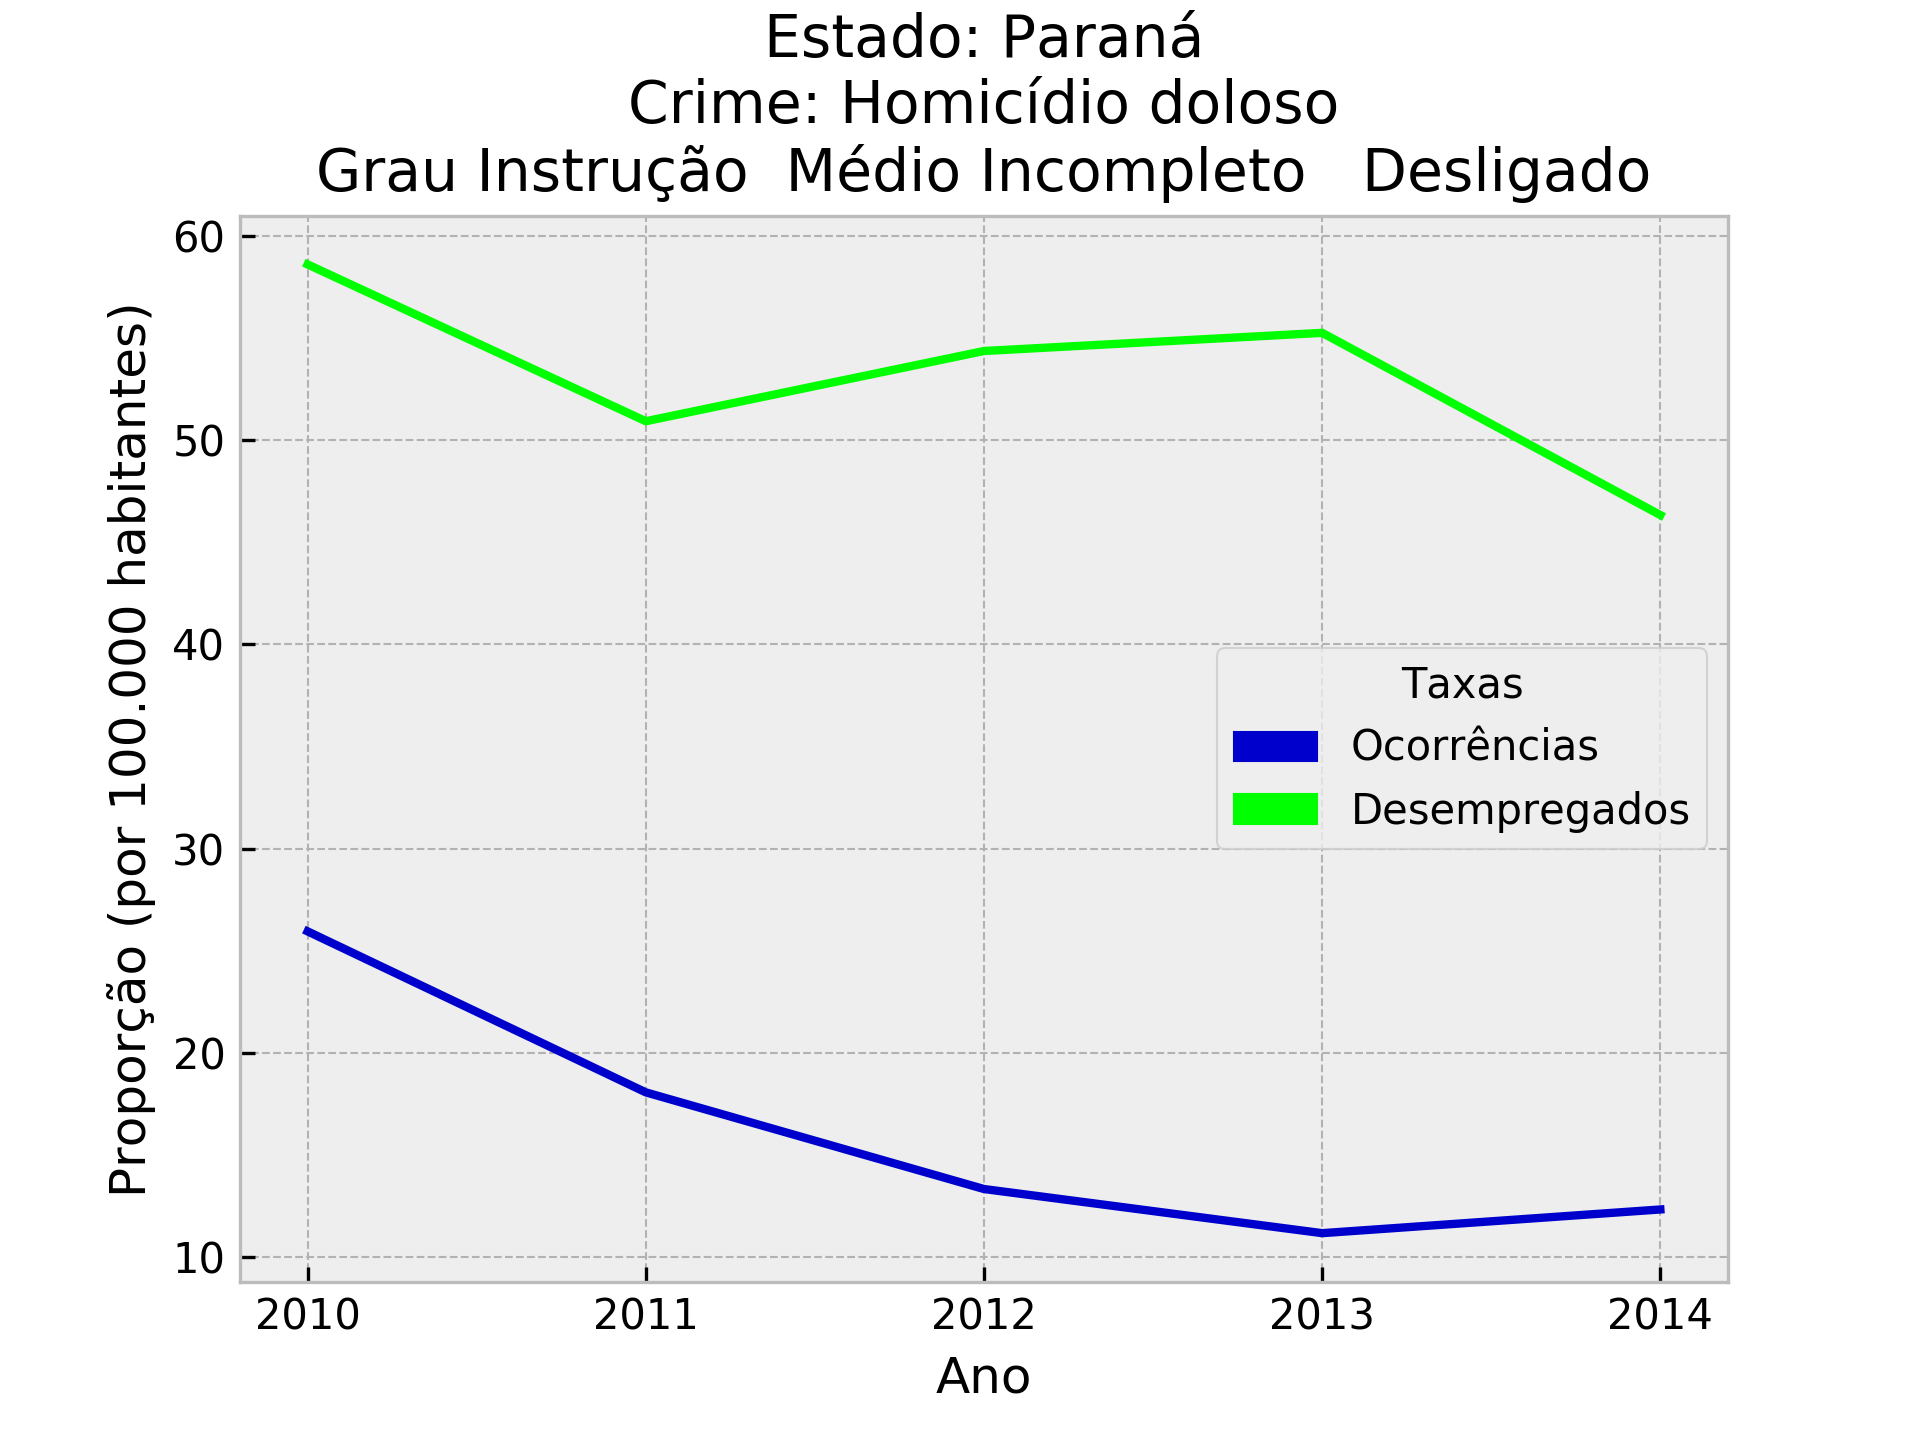 Estado: Paraná
Crime: Homicídio doloso
Grau Instrução  Médio Incompleto   Desligado
Proporção (por 100.000 habitantes)
60
50
40
30
20
10
Taxas
Ocorrências
Desempregados
2010 2011 2012 2013 2014
Ano